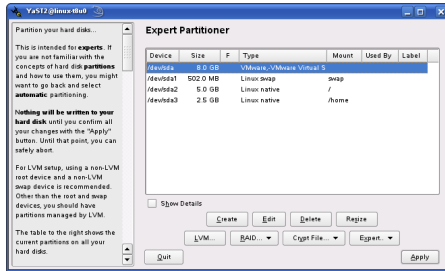 YaST2@linux-t8u0
Partition your hard disks...
This is intended for experts. If
you are not familiar with the
concepts of hard disk partitions
and how to use them, you might
want to go back and select
automatic partitioning.
Nothing will be written to your
hard disk until you confirm all
your changes with the "Apply"
button. Until that point, you can
safely abort.
For LVM setup, using a non-LVM
root device and a non-LVM
swap device is recommended.
Other than the root and swap
devices, you should have
partitions managed by LVM.
The table to the right shows the
current partitions on all your
hard disks.
Expert Partitioner
Device Size F Type Mount Used By Label
/dev/sda 8.0 GB VMware,-VMware Virtual S
/dev/sda1 502.0 MB Linux swap swap
/dev/sda2 5.0 GB Linux native /
/dev/sda3 2.5 GB Linux native /home
Show Details
Create Edit Delete Resize
LVM... RAID... Crypt File... Expert..
Quit Apply